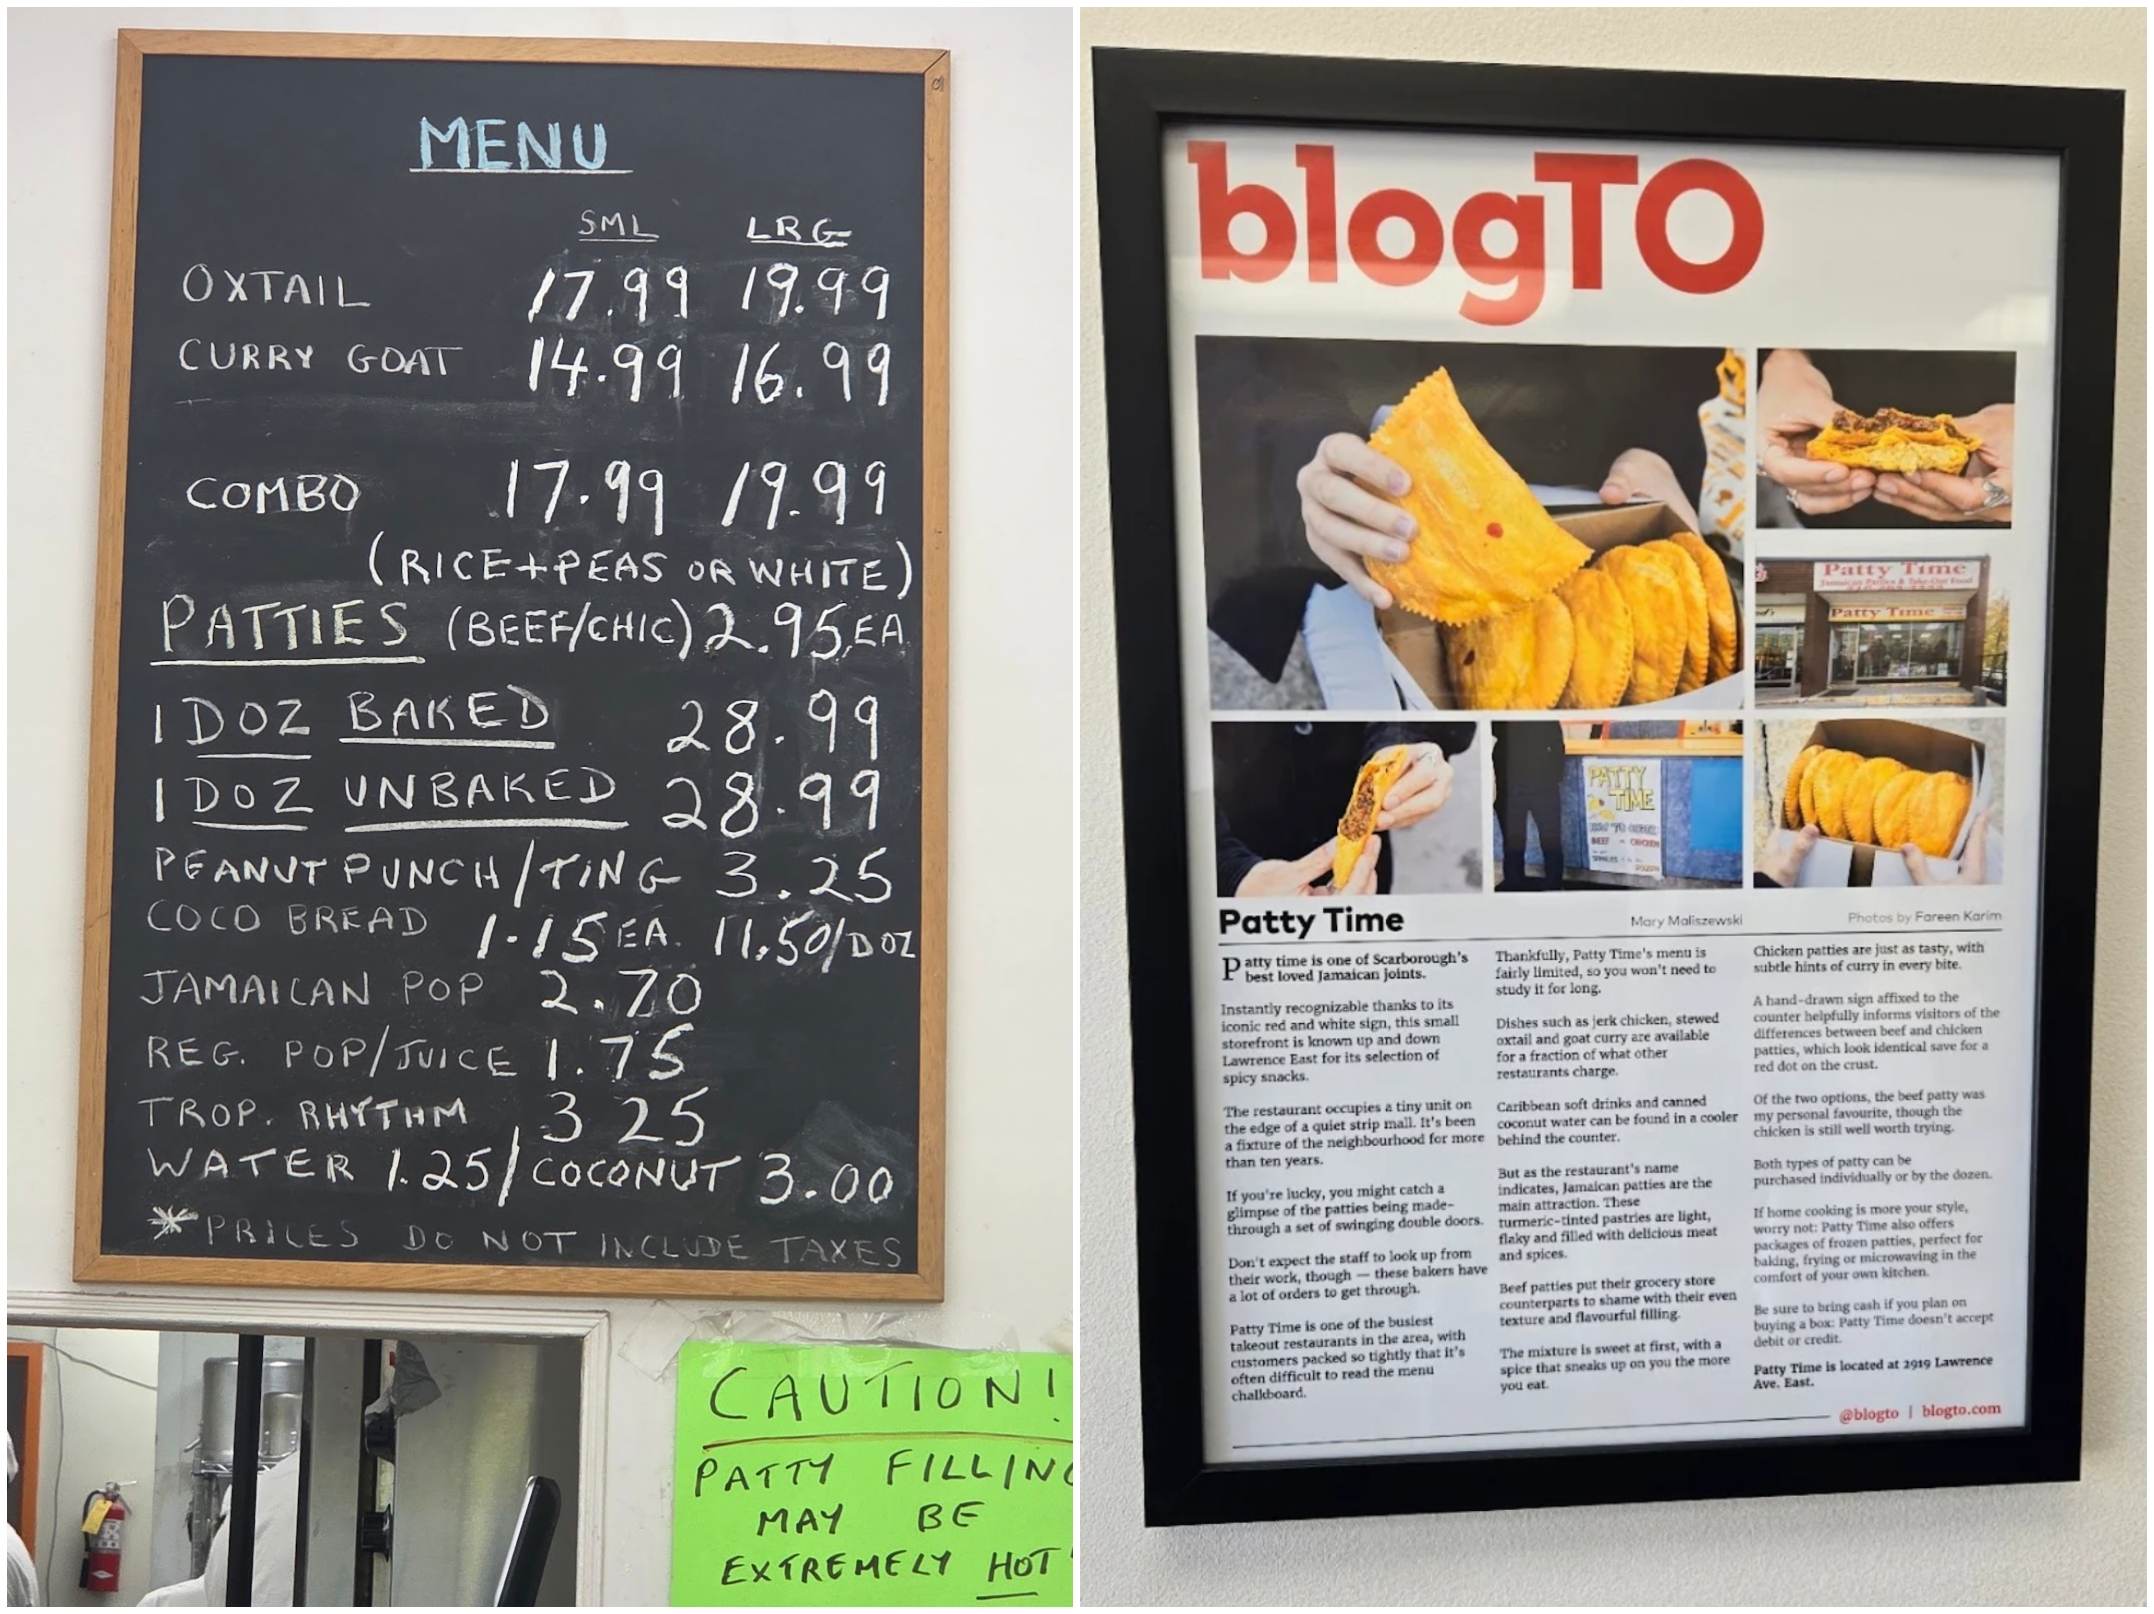 MENU
SML LRG
OXTAIL 17.99 19.99
CURRY GOAT 14.99 16.99
COMBO 17.99 19.99
(RICE+PEAS OR WHITE)
PATTIES (BEEF/CHIC) 2.95 EA.
1 DOZ BAKED 28.99
1 DOZ UNBAKED 28.99
PEANUT PUNCH/TING 3.25
COCO BREAD 1.15 EA. 11.50/DOZ
JAMAICAN POP 2.70
REG. POP/JUICE 1.75
TROP. RHYTHM 3 25
WATER 1.25/COCONUT 3.00
*PRICES DO NOT INCLUDE TAXES
CAUTION!
PATTY FILLING
MAY BE
EXTREMELY HOT
blogTO
Patty Time
Jamaican Patties & Take-Out Food
Patty Time
PATTY
TIME
HOW TO ORDER
BEEF - CHICKEN
Patty Time
Mary Maliszewski
Photos by Fareen Karim
Patty time is one of Scarborough's
best loved Jamaican joints.
Instantly recognizable thanks to its
iconic red and white sign, this small
storefront is known up and down
Lawrence East for its selection of
spicy snacks.
The restaurant occupies a tiny unit on
the edge of a quiet strip mall. It's been
a fixture of the neighbourhood for more
than ten years.
If you're lucky, you might catch a
glimpse of the patties being made-
through a set of swinging double doors.
Don't expect the staff to look up from
their work, though — these bakers have
a lot of orders to get through.
Patty Time is one of the busiest
takeout restaurants in the area, with
customers packed so tightly that it's
often difficult to read the menu
chalkboard.
Thankfully, Patty Time's menu is
fairly limited, so you won't need to
study it for long.
Dishes such as jerk chicken, stewed
oxtail and goat curry are available
for a fraction of what other
restaurants charge.
Caribbean soft drinks and canned
coconut water can be found in a cooler
behind the counter.
But as the restaurant's name
indicates, Jamaican patties are the
main attraction. These
turmeric-tinted pastries are light,
flaky and filled with delicious meat
and spices.
Beef patties put their grocery store
counterparts to shame with their even
texture and flavourful filling.
The mixture is sweet at first, with a
spice that sneaks up on you the more
you eat.
Chicken patties are just as tasty, with
subtle hints of curry in every bite.
A hand-drawn sign affixed to the
counter helpfully informs visitors of the
differences between beef and chicken
patties, which look identical save for a
red dot on the crust.
Of the two options, the beef patty was
my personal favourite, though the
chicken is still well worth trying.
Both types of patty can be
purchased individually or by the dozen.
If home cooking is more your style,
worry not: Patty Time also offers
packages of frozen patties, perfect for
baking, frying or microwaving in the
comfort of your own kitchen.
Be sure to bring cash if you plan on
buying a box: Patty Time doesn't accept
debit or credit.
Patty Time is located at 2919 Lawrence
Ave. East.
@blogto | blogto.com